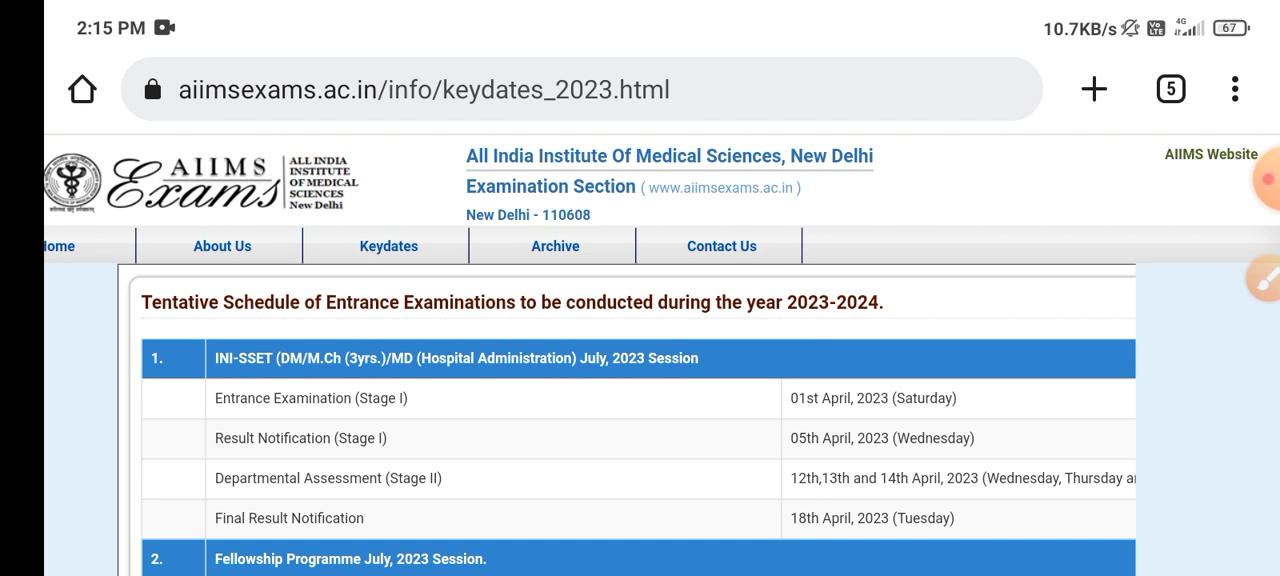 2:15 PM
10.7KB/s Vo LTE 4G 67
aiimsexams.ac.in/info/keydates_2023.html
5
AIIMS Exams
ALL INDIA
INSTITUTE
OF MEDICAL
SCIENCES
New Delhi
All India Institute Of Medical Sciences, New Delhi
Examination Section ( www.aiimsexams.ac.in )
New Delhi - 110608
AIIMS Website
ome About Us Keydates Archive Contact Us
Tentative Schedule of Entrance Examinations to be conducted during the year 2023-2024.
1. INI-SSET (DM/M.Ch (3yrs.)/MD (Hospital Administration) July, 2023 Session
Entrance Examination (Stage I) 01st April, 2023 (Saturday)
Result Notification (Stage I) 05th April, 2023 (Wednesday)
Departmental Assessment (Stage II) 12th,13th and 14th April, 2023 (Wednesday, Thursday a
Final Result Notification 18th April, 2023 (Tuesday)
2. Fellowship Programme July, 2023 Session.